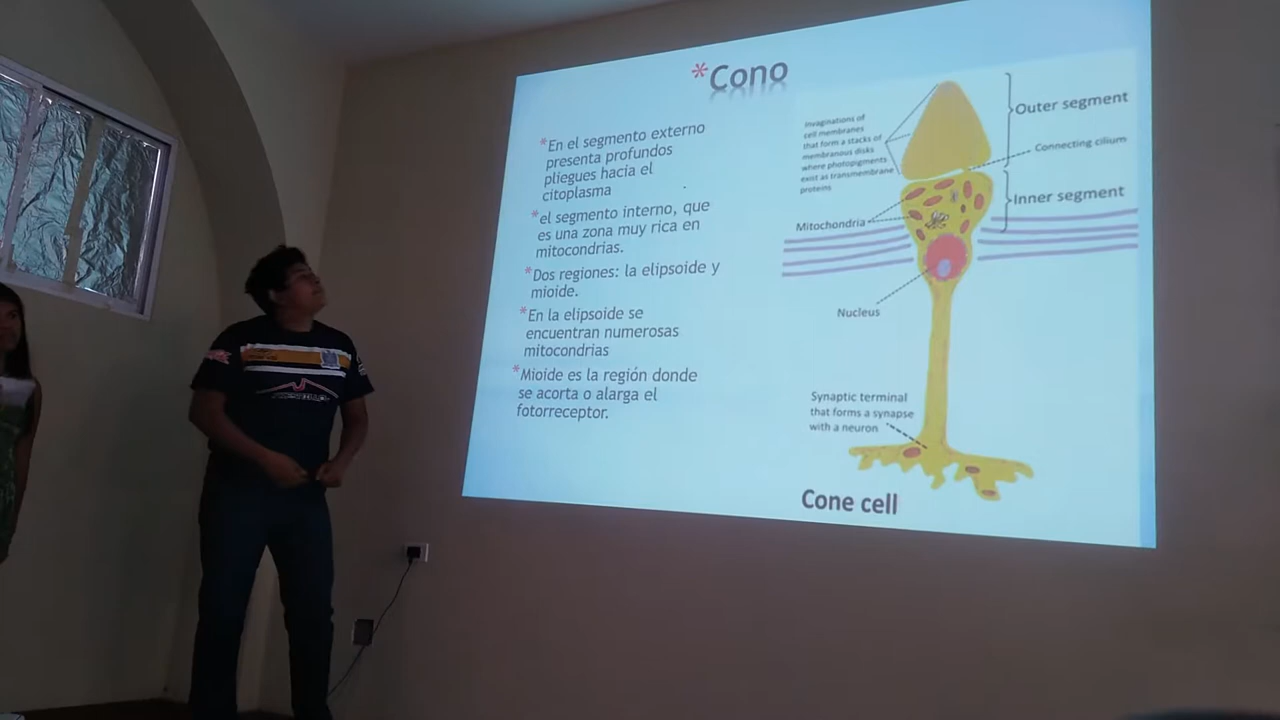 *Cono
*En el segmento externo
presenta profundos
pliegues hacia el
citoplasma
*el segmento interno, que
es una zona muy rica en
mitocondrias.
*Dos regiones: la elipsoide y
mioide.
*En la elipsoide se
encuentran numerosas
mitocondrias
*Mioide es la región donde
se acorta o alarga el
fotorreceptor.
Invaginations of
cell membranes
that form a stacks of
membranous disks
where photopigments
exist as transmembrane
proteins
Outer segment
Connecting cilium
Inner segment
Mitochondria
Nucleus
Synaptic terminal
that forms a synapse
with a neuron
Cone cell